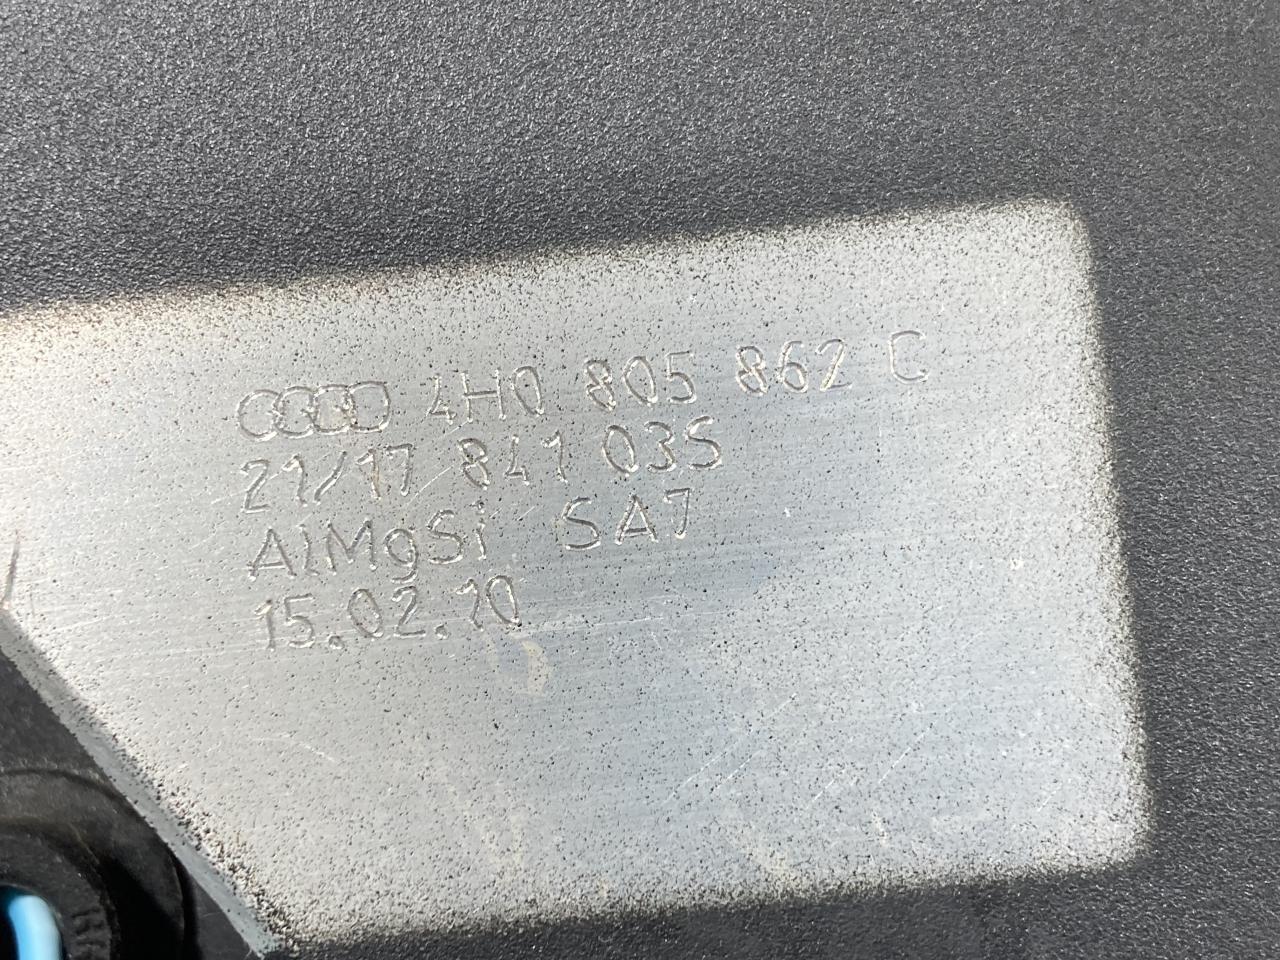 4H0 805 862 C
21/17 841 03S
AlMgSi SA7
15.02.10